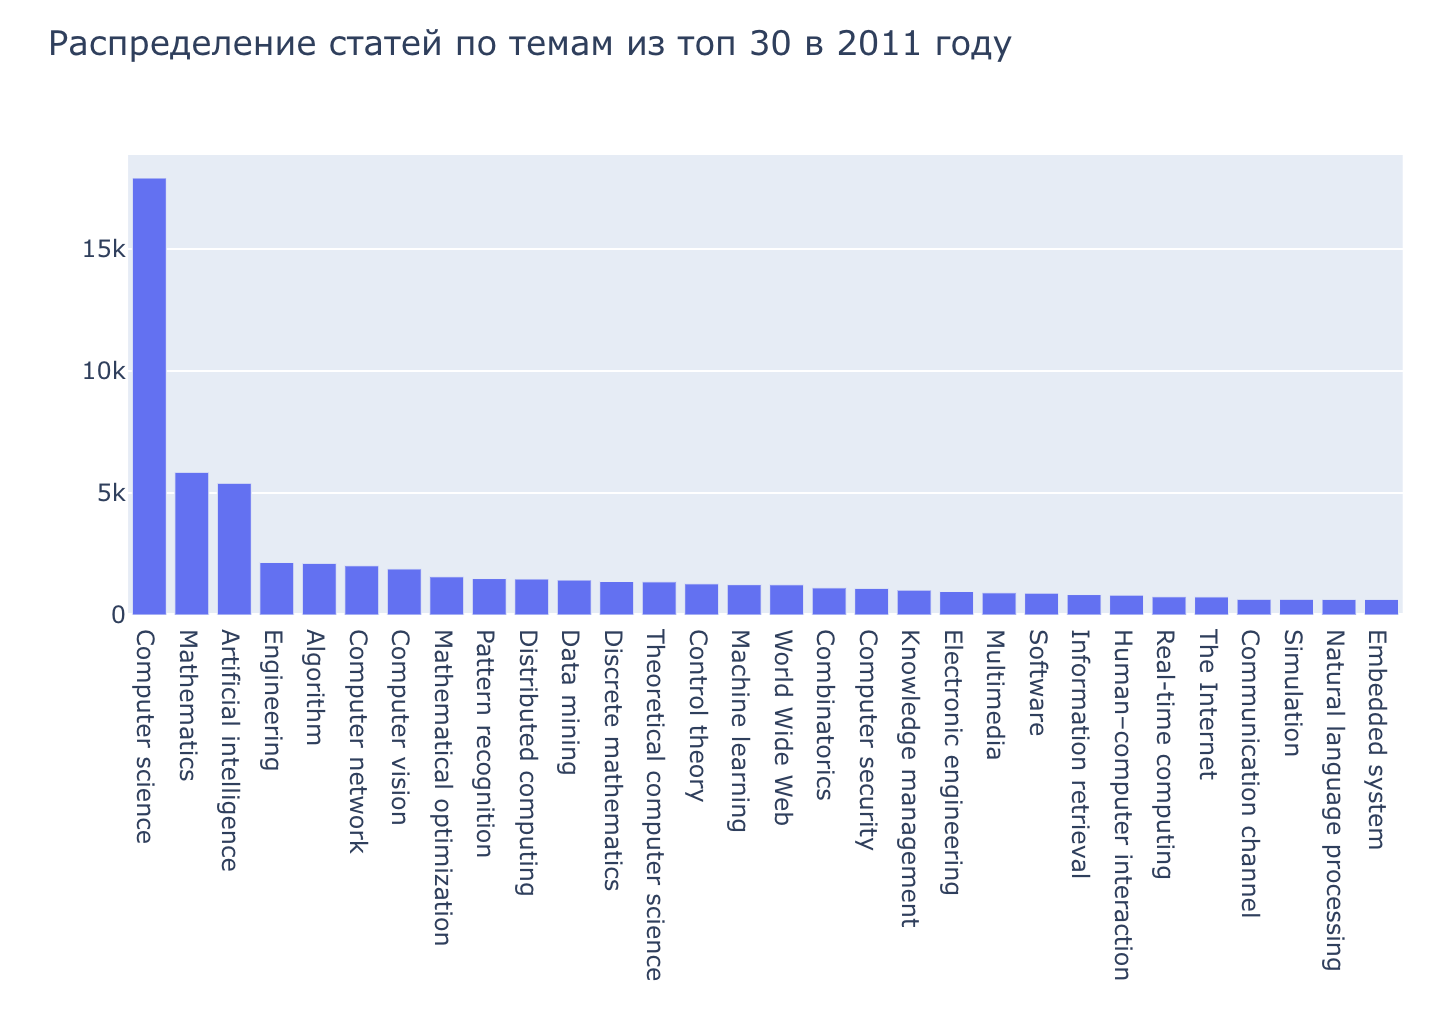 Распределение статей по темам из топ 30 в 2011 году
15k
10k
5k
0
Computer science
Mathematics
Artificial intelligence
Engineering
Algorithm
Computer network
Computer vision
Mathematical optimization
Pattern recognition
Distributed computing
Data mining
Discrete mathematics
Theoretical computer science
Control theory
Machine learning
World Wide Web
Combinatorics
Computer security
Knowledge management
Electronic engineering
Multimedia
Software
Information retrieval
Human–computer interaction
Real-time computing
The Internet
Communication channel
Simulation
Natural language processing
Embedded system